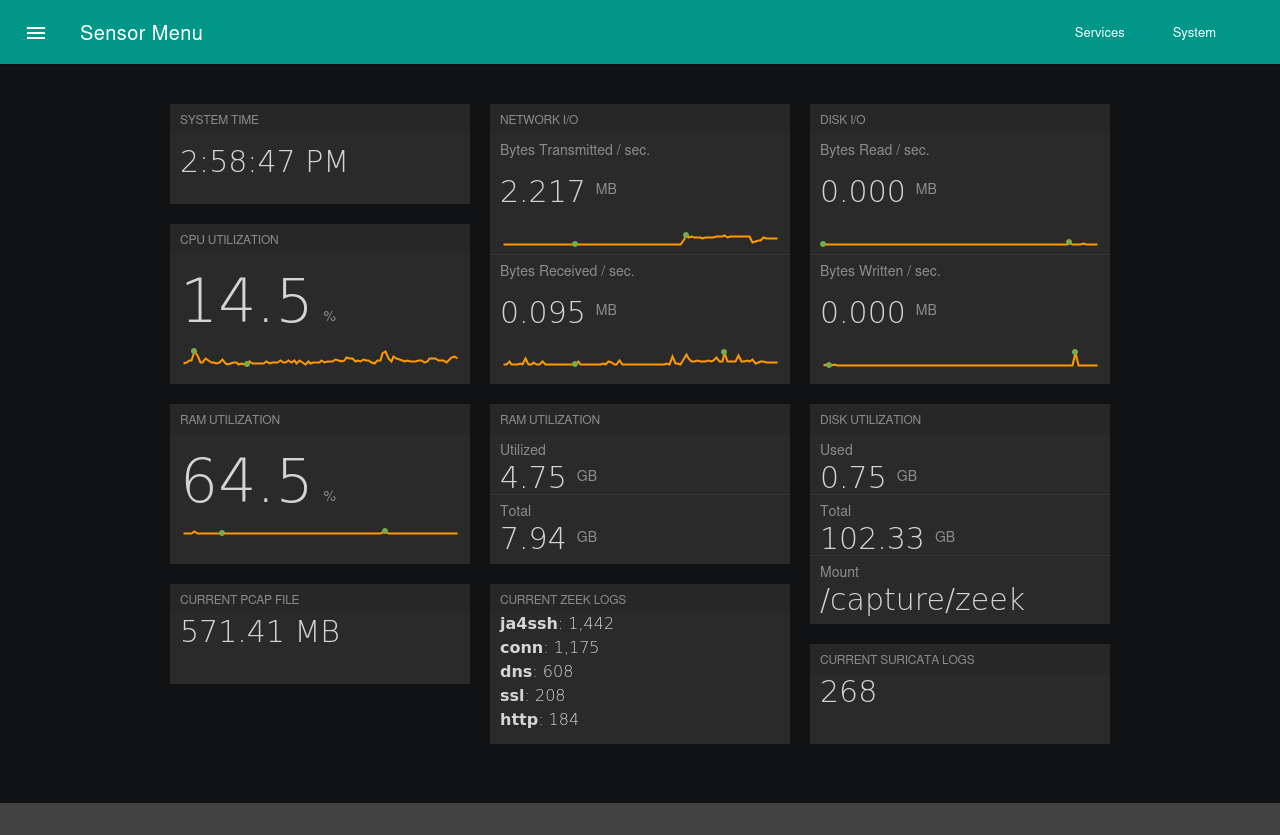 Sensor Menu
Services
System
SYSTEM TIME
2:58:47 PM
CPU UTILIZATION
14.5 %
RAM UTILIZATION
64.5 %
CURRENT PCAP FILE
571.41 MB
NETWORK I/O
Bytes Transmitted / sec.
2.217 MB
Bytes Received / sec.
0.095 MB
RAM UTILIZATION
Utilized
4.75 GB
Total
7.94 GB
CURRENT ZEEK LOGS
ja4ssh: 1,442
conn: 1,175
dns: 608
ssl: 208
http: 184
DISK I/O
Bytes Read / sec.
0.000 MB
Bytes Written / sec.
0.000 MB
DISK UTILIZATION
Used
0.75 GB
Total
102.33 GB
Mount
/capture/zeek
CURRENT SURICATA LOGS
268